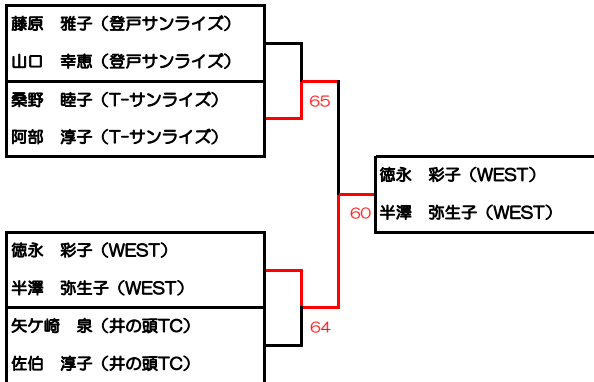 藤原　雅子（登戸サンライズ）
山口　幸恵（登戸サンライズ）
桑野　睦子（T-サンライズ）
阿部　淳子（T-サンライズ）
65
徳永　彩子（WEST）
60
半澤　弥生子（WEST）
徳永　彩子（WEST）
半澤　弥生子（WEST）
矢ケ崎　泉（井の頭TC）
64
佐伯　淳子（井の頭TC）